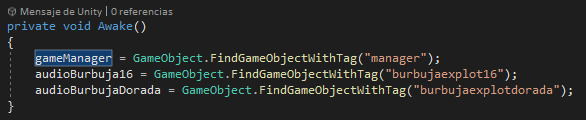 Mensaje de Unity | 0 referencias
private void Awake()
{
gameManager = GameObject.FindGameObjectWithTag("manager");
audioBurbuja16 = GameObject.FindGameObjectWithTag("burbujaexplot16");
audioBurbujaDorada = GameObject.FindGameObjectWithTag("burbujaexplotdorada");
}